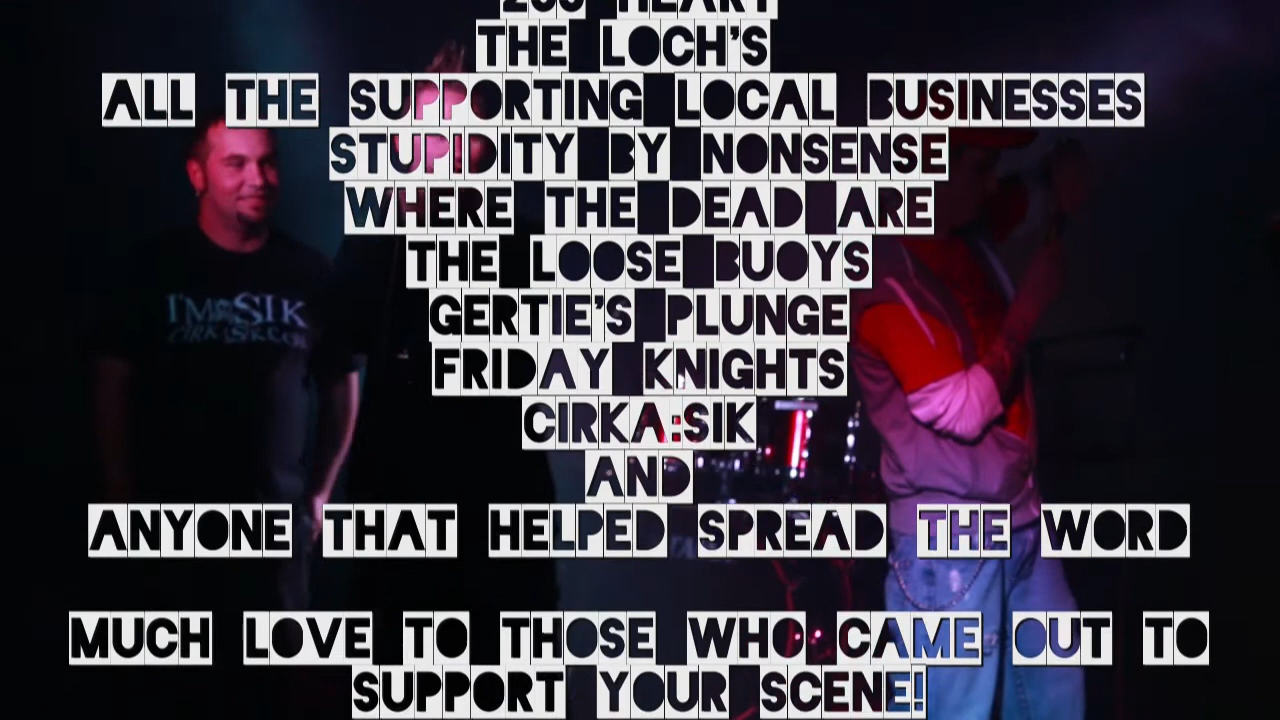 THE LOCH'S
ALL THE SUPPORTING LOCAL BUSINESSES
STUPIDITY BY NONSENSE
WHERE THE DEAD ARE
THE LOOSE BUOYS
GERTIE'S PLUNGE
FRIDAY KNIGHTS
CIRKA:SIK
AND
ANYONE THAT HELPED SPREAD THE WORD
MUCH LOVE TO THOSE WHO CAME OUT TO
SUPPORT YOUR SCENE!
I'M SIK